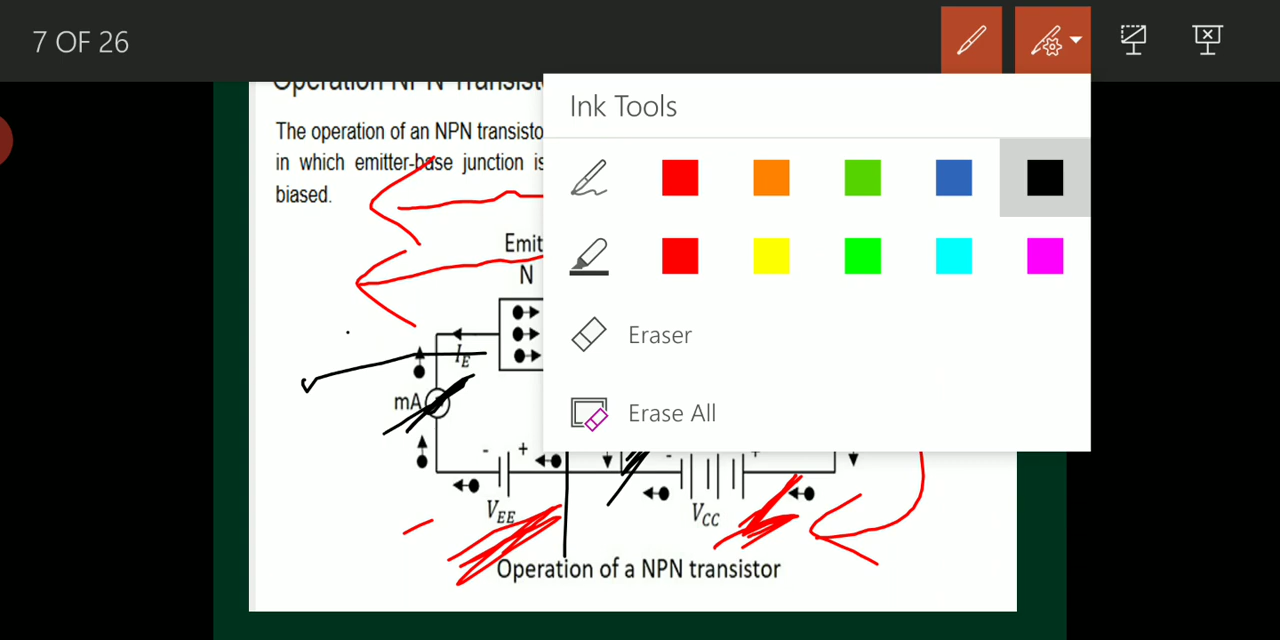 7 OF 26
Ink Tools
The operation of an NPN transisto
in which emitter-base junction is
biased.
Emit
N
Eraser
I_E
mA
Erase All
- +
- +
V_EE
V_CC
Operation of a NPN transistor